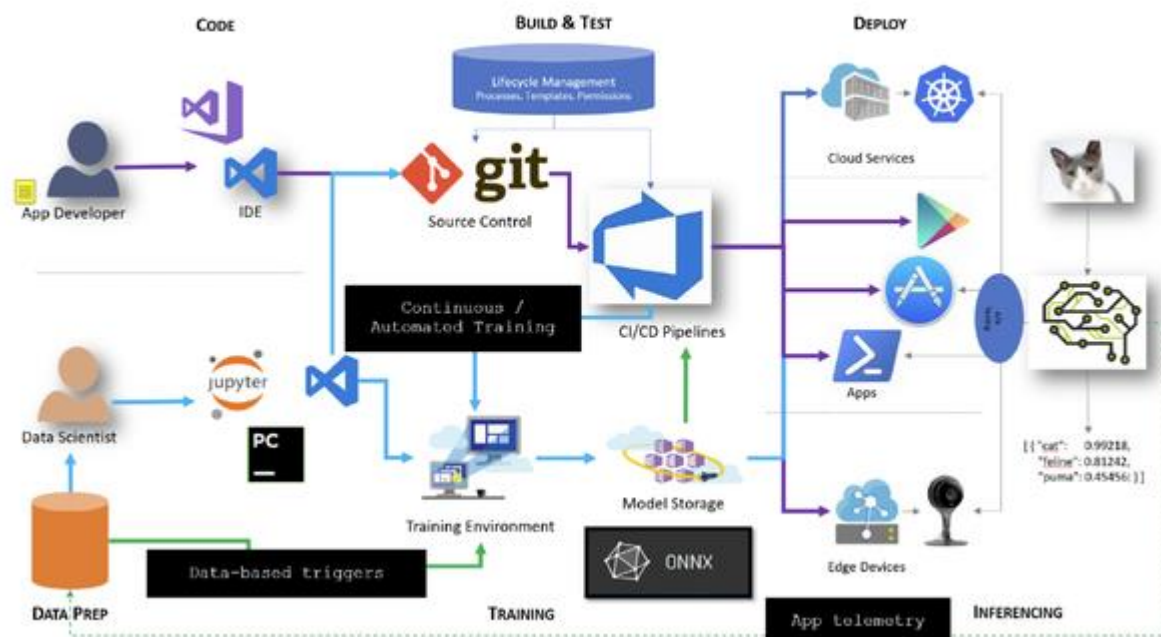 CODE
BUILD & TEST
DEPLOY
Lifecycle Management
Processes, Templates, Permissions
App Developer
IDE
git
Source Control
Cloud Services
Continuous /
Automated Training
CI/CD Pipelines
Apps
jupyter
Data Scientist
PC
Training Environment
Model Storage
[ { "cat": 0.99218,
"feline": 0.81242,
"puma": 0.45456; } ]
Data-based triggers
ONNX
Edge Devices
DATA PREP
TRAINING
App telemetry
INFERENCING